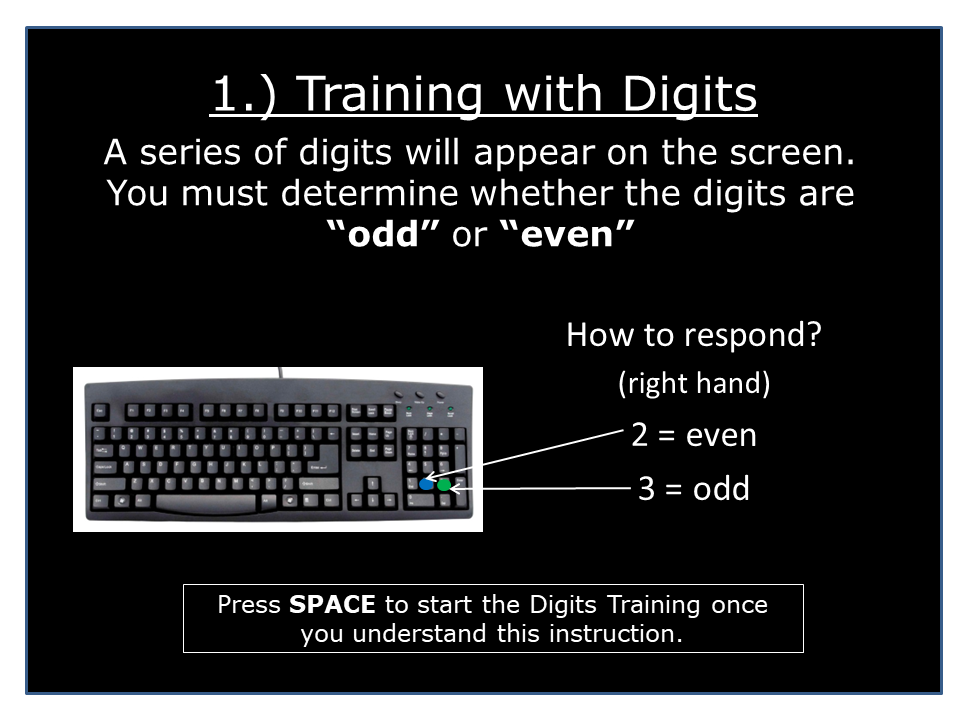 1.) Training with Digits
A series of digits will appear on the screen.
You must determine whether the digits are
“odd” or “even”
How to respond?
(right hand)
2 = even
3 = odd
Press SPACE to start the Digits Training once
you understand this instruction.